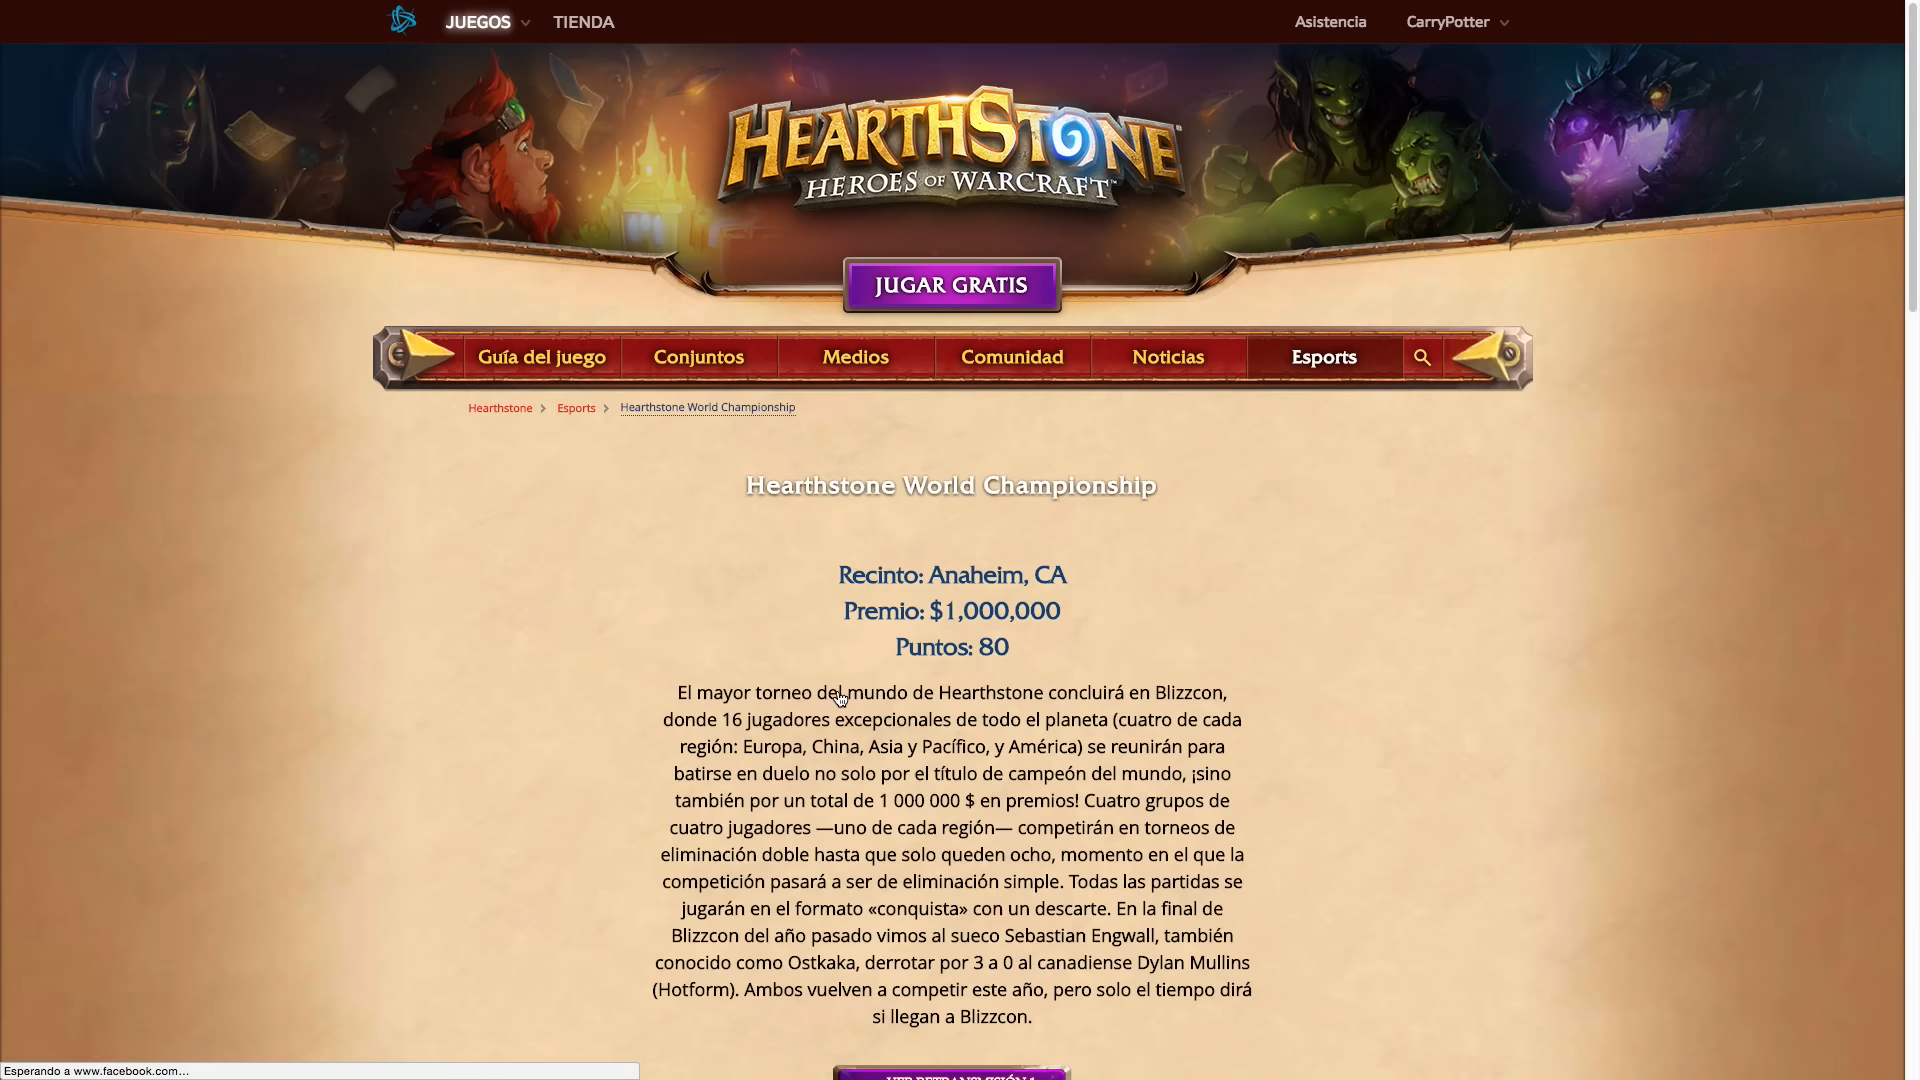 JUEGOS TIENDA Asistencia CarryPotter
HEARTHSTONE
HEROES OF WARCRAFT
JUGAR GRATIS
Guía del juego Conjuntos Medios Comunidad Noticias Esports
Hearthstone Esports Hearthstone World Championship
Hearthstone World Championship
Recinto: Anaheim, CA
Premio: $1,000,000
Puntos: 80
El mayor torneo del mundo de Hearthstone concluirá en Blizzcon,
donde 16 jugadores excepcionales de todo el planeta (cuatro de cada
región: Europa, China, Asia y Pacífico, y América) se reunirán para
batirse en duelo no solo por el título de campeón del mundo, ¡sino
también por un total de 1 000 000 $ en premios! Cuatro grupos de
cuatro jugadores —uno de cada región— competirán en torneos de
eliminación doble hasta que solo queden ocho, momento en el que la
competición pasará a ser de eliminación simple. Todas las partidas se
jugarán en el formato «conquista» con un descarte. En la final de
Blizzcon del año pasado vimos al sueco Sebastian Engwall, también
conocido como Ostkaka, derrotar por 3 a 0 al canadiense Dylan Mullins
(Hotform). Ambos vuelven a competir este año, pero solo el tiempo dirá
si llegan a Blizzcon.
VER RETRANSMISIÓN 1
Esperando a www.facebook.com...